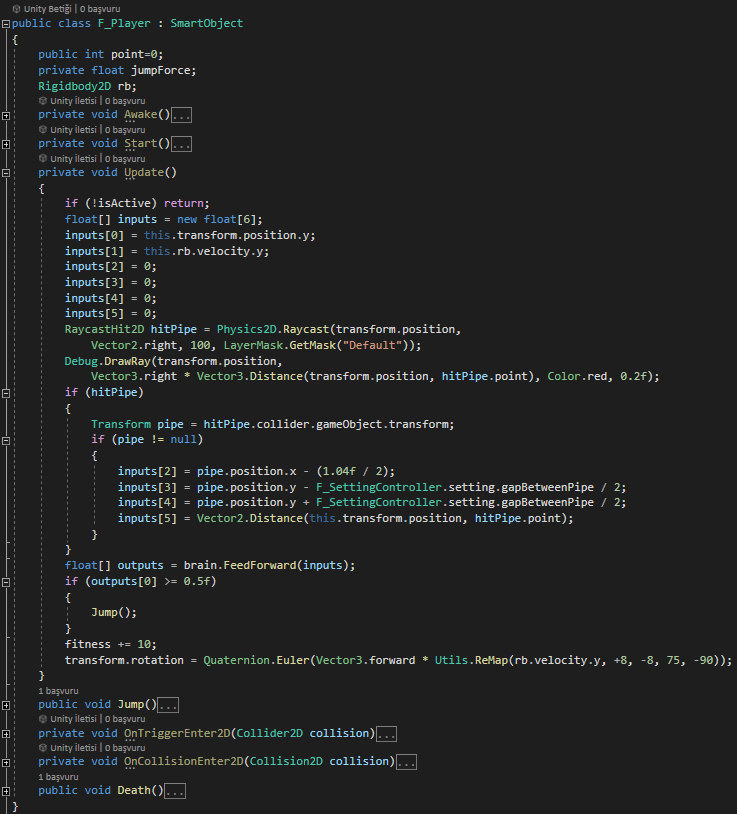 Unity Betiği | 0 başvuru
public class F_Player : SmartObject
{
    public int point=0;
    private float jumpForce;
    Rigidbody2D rb;
    Unity İletisi | 0 başvuru
    private void Awake()...
    Unity İletisi | 0 başvuru
    private void Start()...
    Unity İletisi | 0 başvuru
    private void Update()
    {
        if (!isActive) return;
        float[] inputs = new float[6];
        inputs[0] = this.transform.position.y;
        inputs[1] = this.rb.velocity.y;
        inputs[2] = 0;
        inputs[3] = 0;
        inputs[4] = 0;
        inputs[5] = 0;
        RaycastHit2D hitPipe = Physics2D.Raycast(transform.position,
            Vector2.right, 100, LayerMask.GetMask("Default"));
        Debug.DrawRay(transform.position,
            Vector3.right * Vector3.Distance(transform.position, hitPipe.point), Color.red, 0.2f);
        if (hitPipe)
        {
            Transform pipe = hitPipe.collider.gameObject.transform;
            if (pipe != null)
            {
                inputs[2] = pipe.position.x - (1.04f / 2);
                inputs[3] = pipe.position.y - F_SettingController.setting.gapBetweenPipe / 2;
                inputs[4] = pipe.position.y + F_SettingController.setting.gapBetweenPipe / 2;
                inputs[5] = Vector2.Distance(this.transform.position, hitPipe.point);
            }
        }
        float[] outputs = brain.FeedForward(inputs);
        if (outputs[0] >= 0.5f)
        {
            Jump();
        }
        fitness += 10;
        transform.rotation = Quaternion.Euler(Vector3.forward * Utils.ReMap(rb.velocity.y, +8, -8, 75, -90));
    }
    1 başvuru
    public void Jump()...
    Unity İletisi | 0 başvuru
    private void OnTriggerEnter2D(Collider2D collision)...
    Unity İletisi | 0 başvuru
    private void OnCollisionEnter2D(Collision2D collision)...
    1 başvuru
    public void Death()...
}